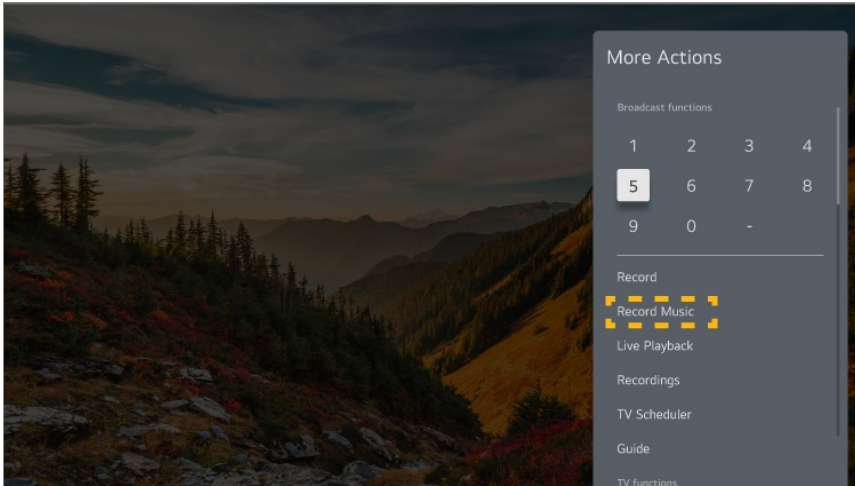 More Actions
Broadcast functions
1 2 3 4
5 6 7 8
9 0 -
Record
Record Music
Live Playback
Recordings
TV Scheduler
Guide
TV functions